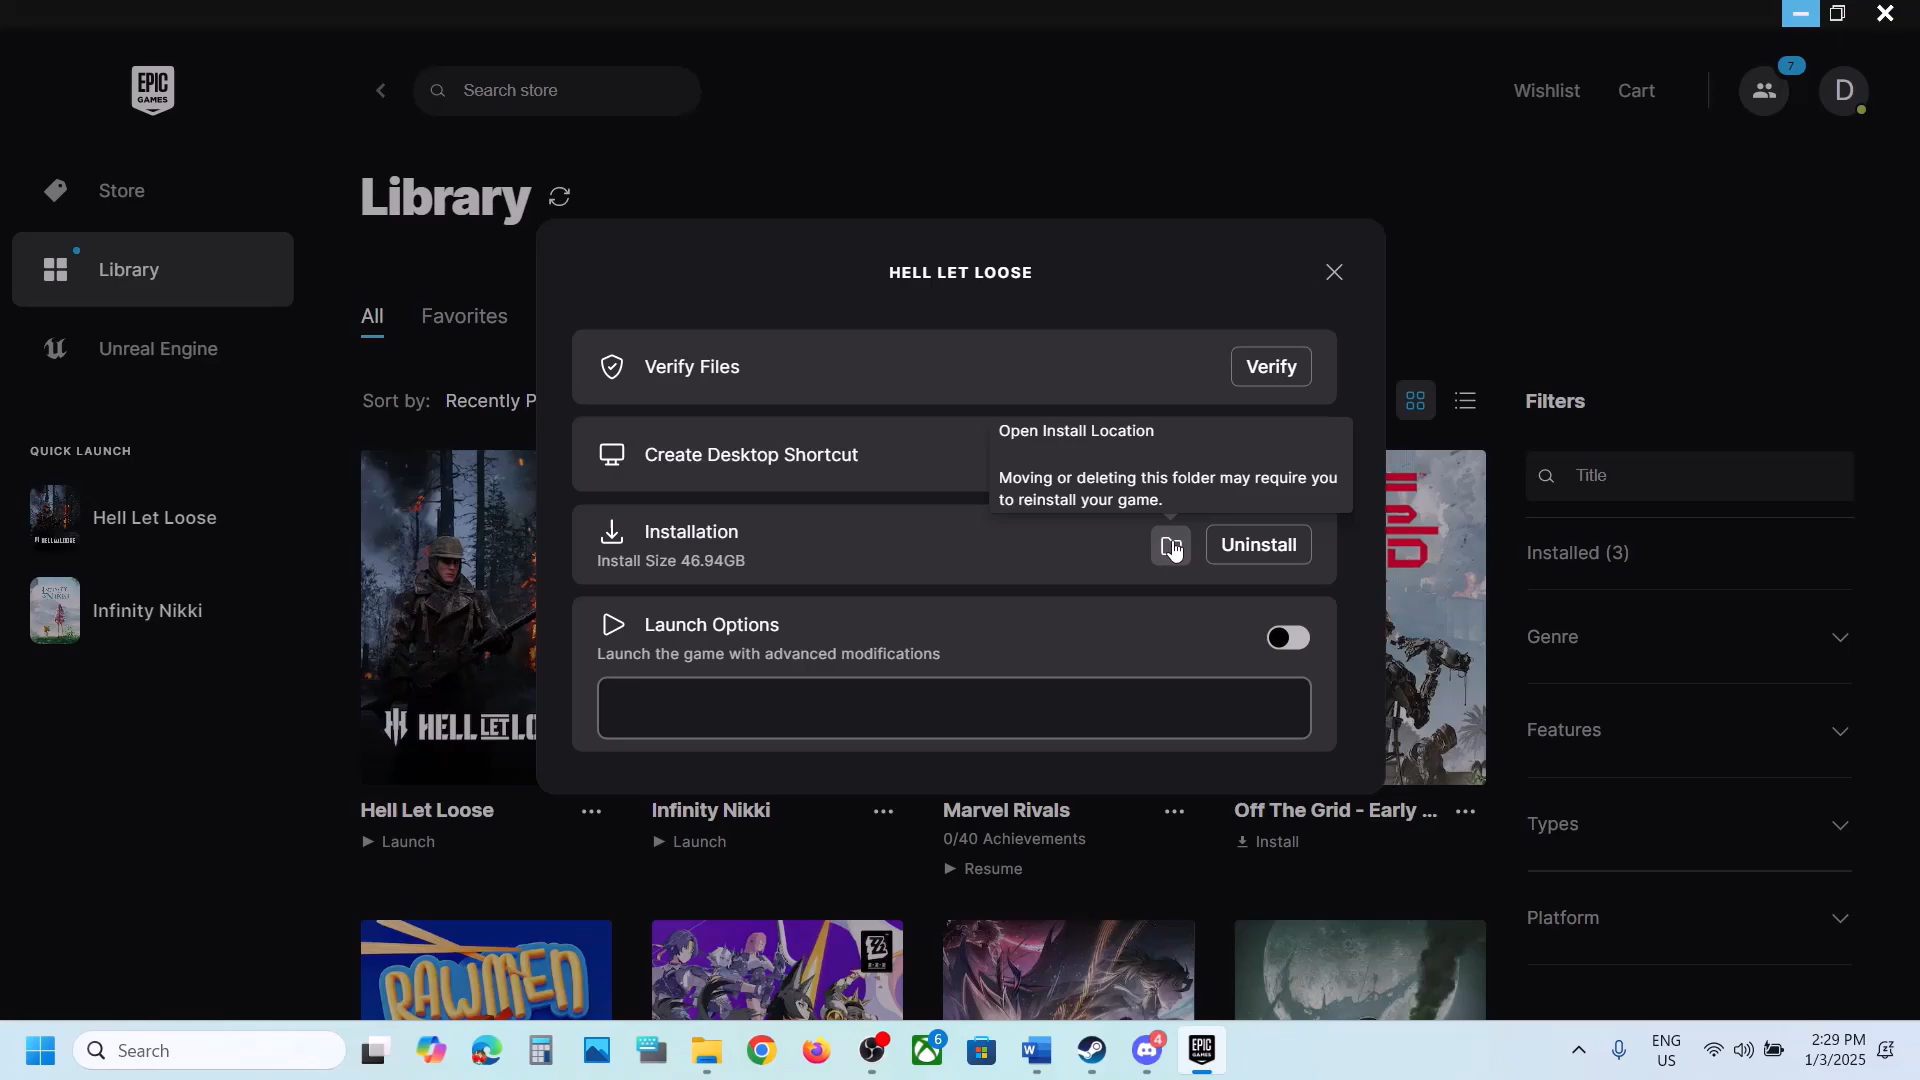 EPIC
GAMES
Search store
Wishlist
Cart
7
D
Store
Library
Unreal Engine
QUICK LAUNCH
Hell Let Loose
Infinity Nikki
Library
All
Favorites
Sort by:
Recently P
HELL LET LOOSE
Verify Files
Verify
Create Desktop Shortcut
Open Install Location
Moving or deleting this folder may require you
to reinstall your game.
Installation
Install Size 46.94GB
Uninstall
Launch Options
Launch the game with advanced modifications
Filters
Title
Installed (3)
Genre
Features
Types
Platform
HELL LET LO
Hell Let Loose
Launch
Infinity Nikki
Launch
Marvel Rivals
0/40 Achievements
Resume
Off The Grid - Early ...
Install
RAWMEN
Search
6
4
EPIC
GAMES
ENG
US
2:29 PM
1/3/2025